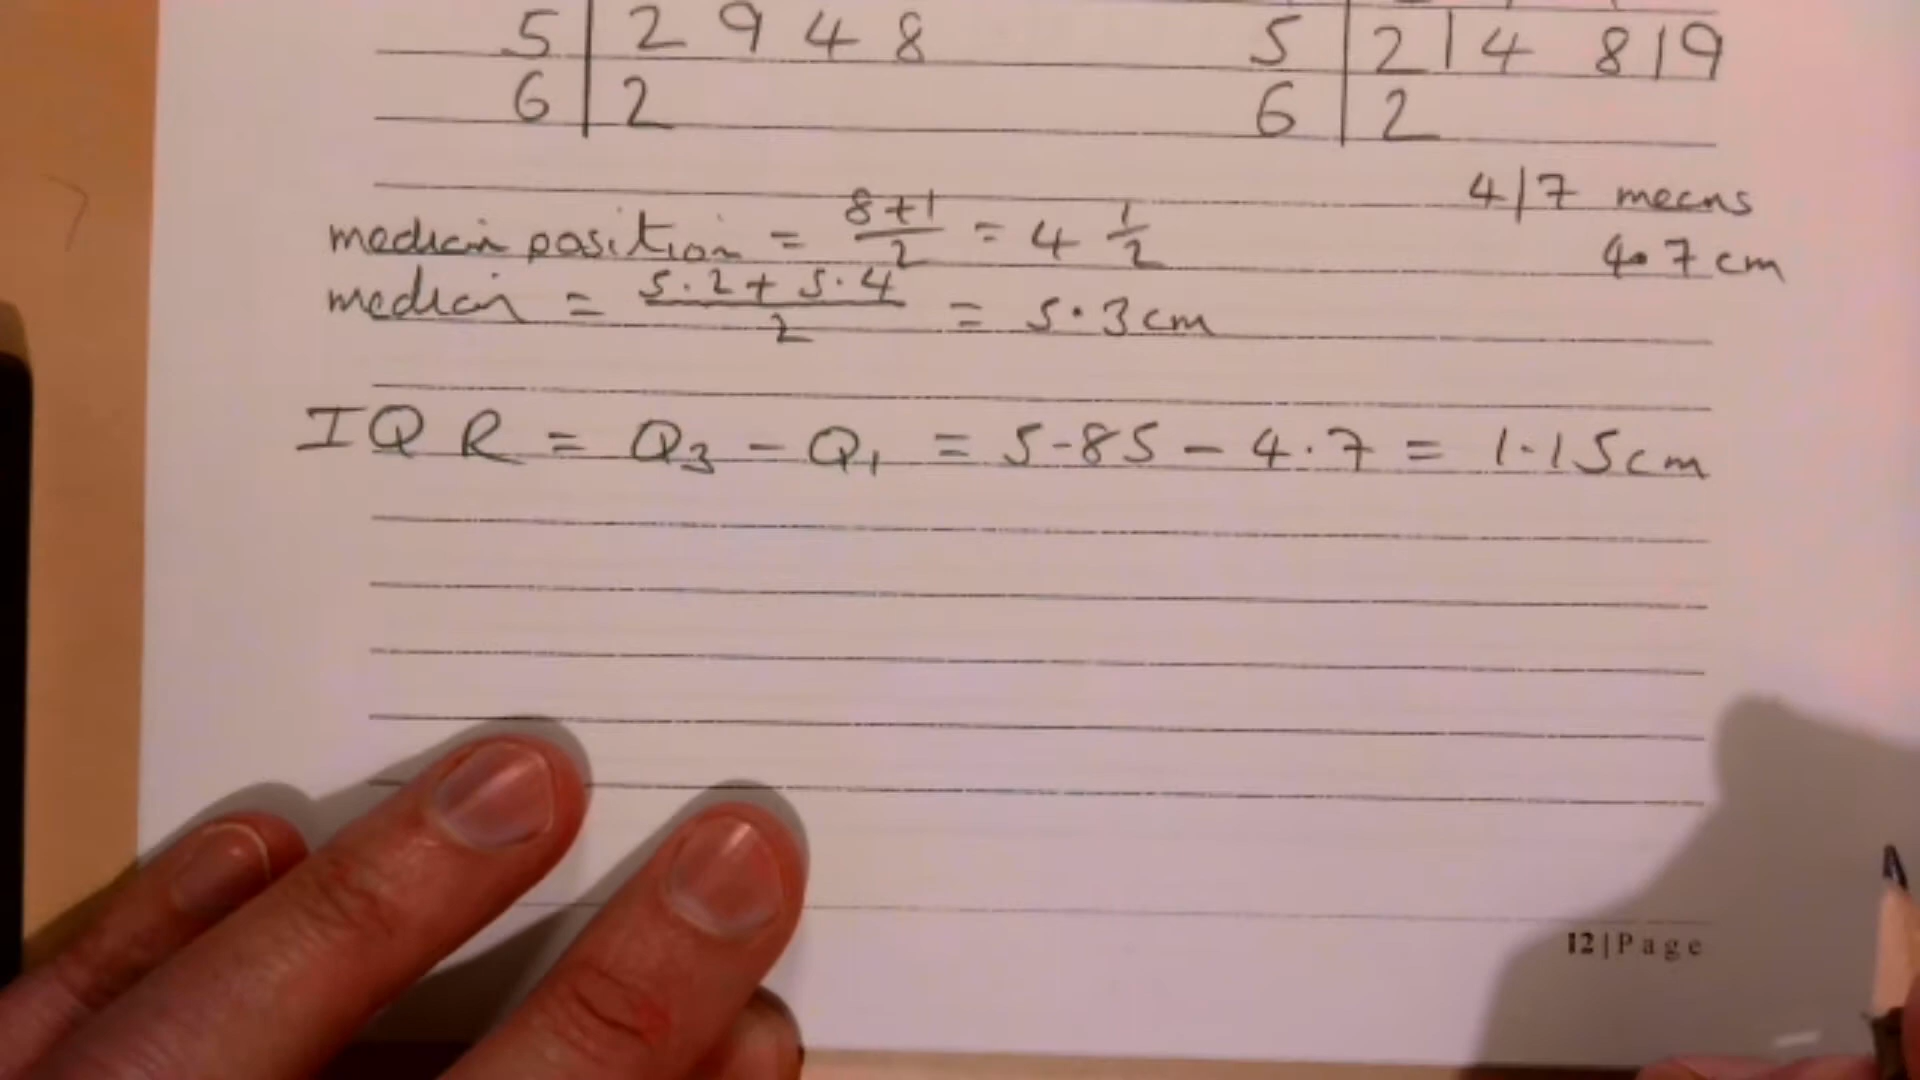 5 | 2 9 4 8
6 | 2
5 | 2 | 4 8 | 9
6 | 2
4|7 means
4.7 cm
median position = 8+1/2 = 4 1/2
median = 5.2 + 5.4/2 = 5.3cm
IQR = Q3 - Q1 = 5.85 - 4.7 = 1.15cm
12 | Page